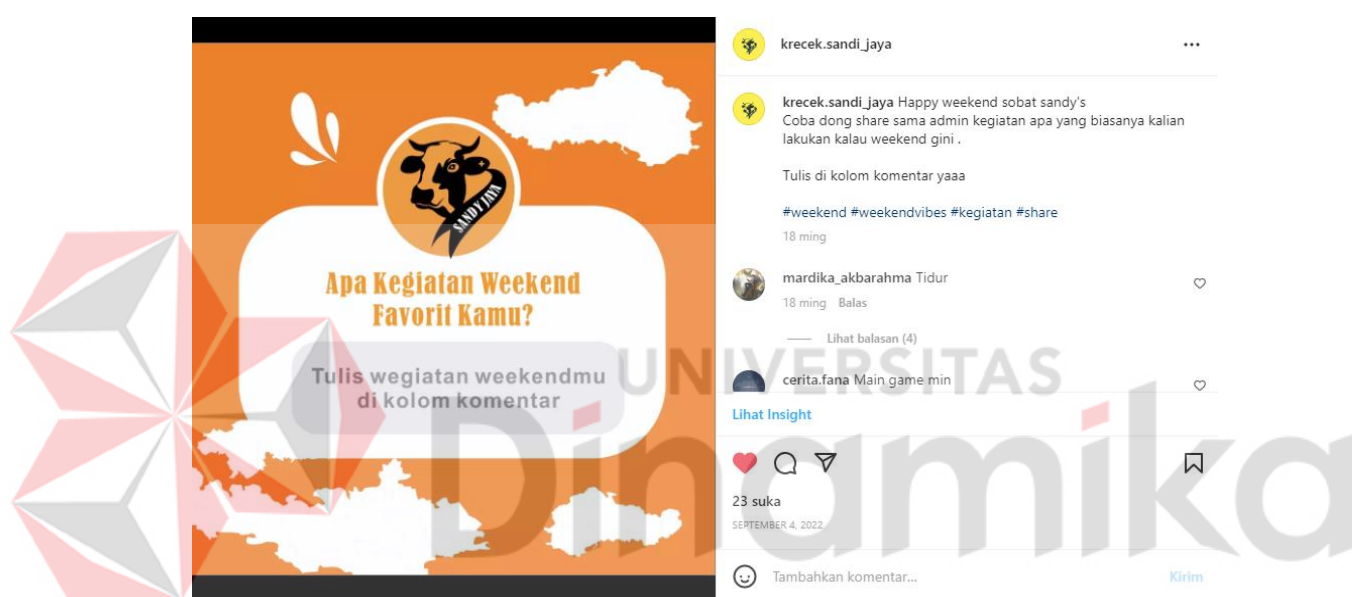 SANDY JAYA
Apa Kegiatan Weekend
Favorit Kamu?
Tulis wegiatan weekendmu
di kolom komentar
krecek.sandi_jaya
krecek.sandi_jaya Happy weekend sobat sandy's
Coba dong share sama admin kegiatan apa yang biasanya kalian
lakukan kalau weekend gini .
Tulis di kolom komentar yaaa
#weekend #weekendvibes #kegiatan #share
18 ming
mardika_akbarahma Tidur
18 ming Balas
Lihat balasan (4)
cerita.fana Main game min
Lihat Insight
23 suka
SEPTEMBER 4, 2022
Tambahkan komentar...
Kirim
UNIVERSITAS
Dinamika